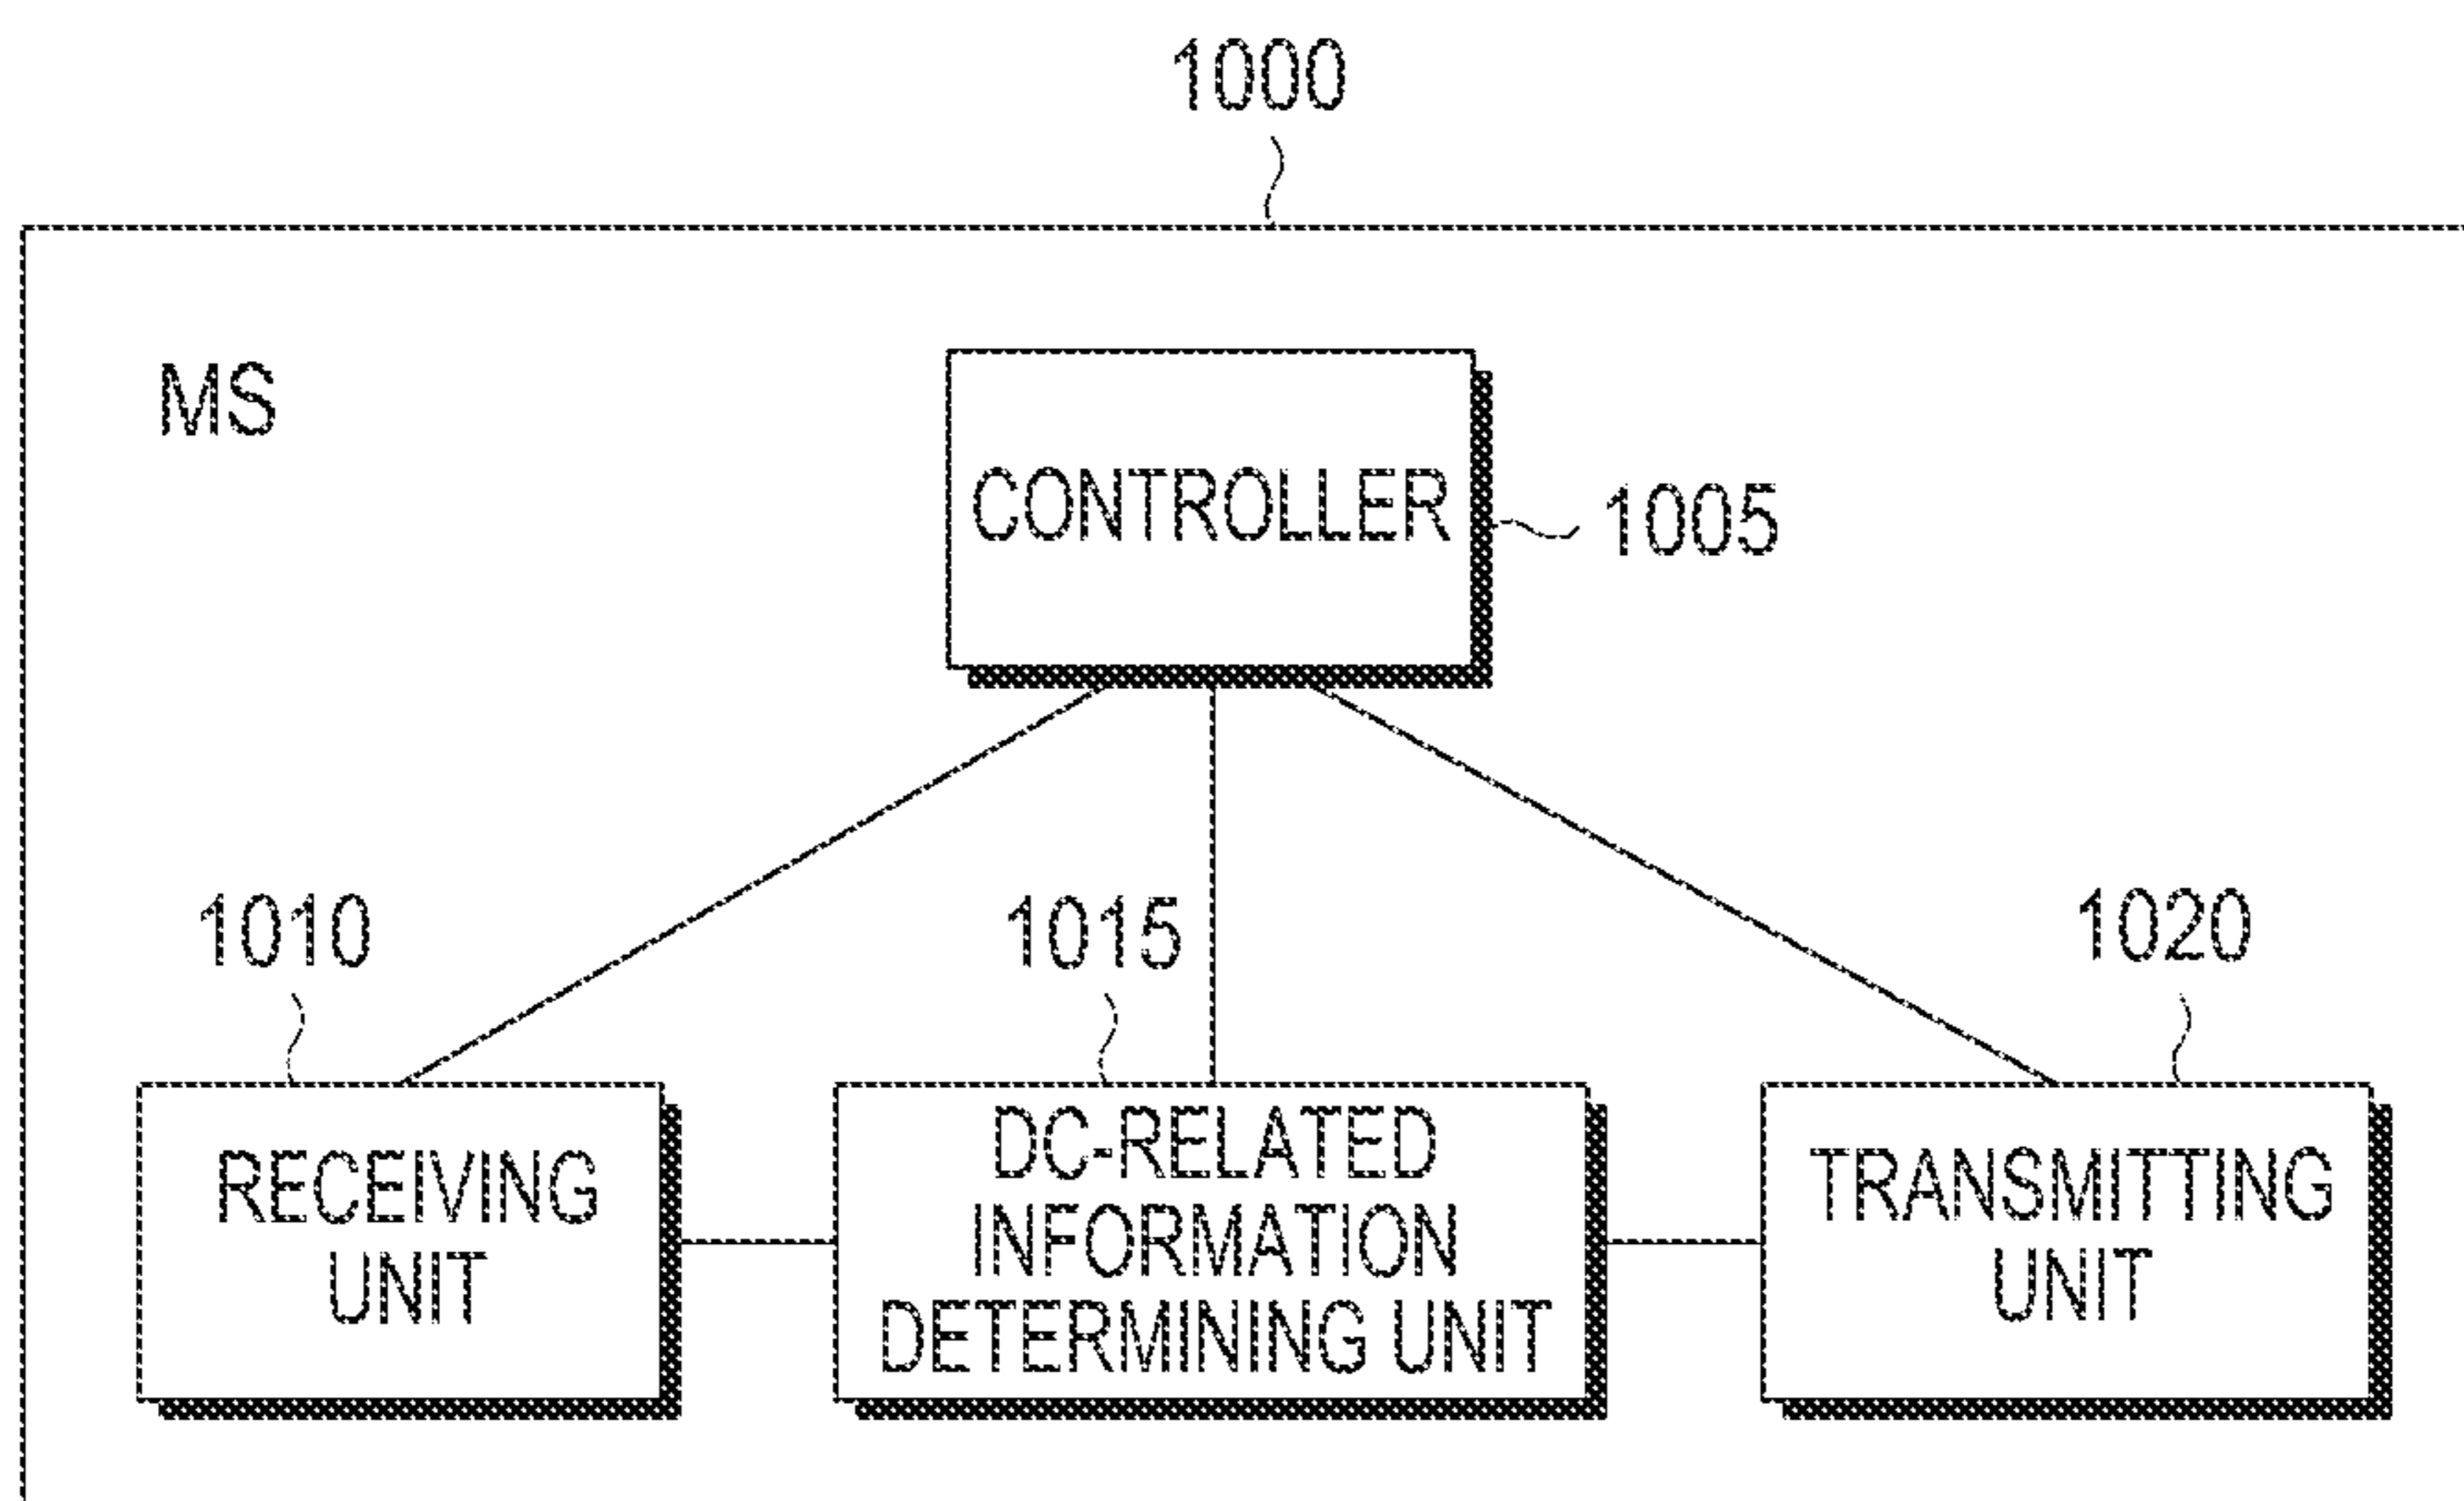 1000
MS
CONTROLLER
1005
1010
1015
1020
RECEIVING
UNIT
DC-RELATED
INFORMATION
DETERMINING UNIT
TRANSMITTING
UNIT